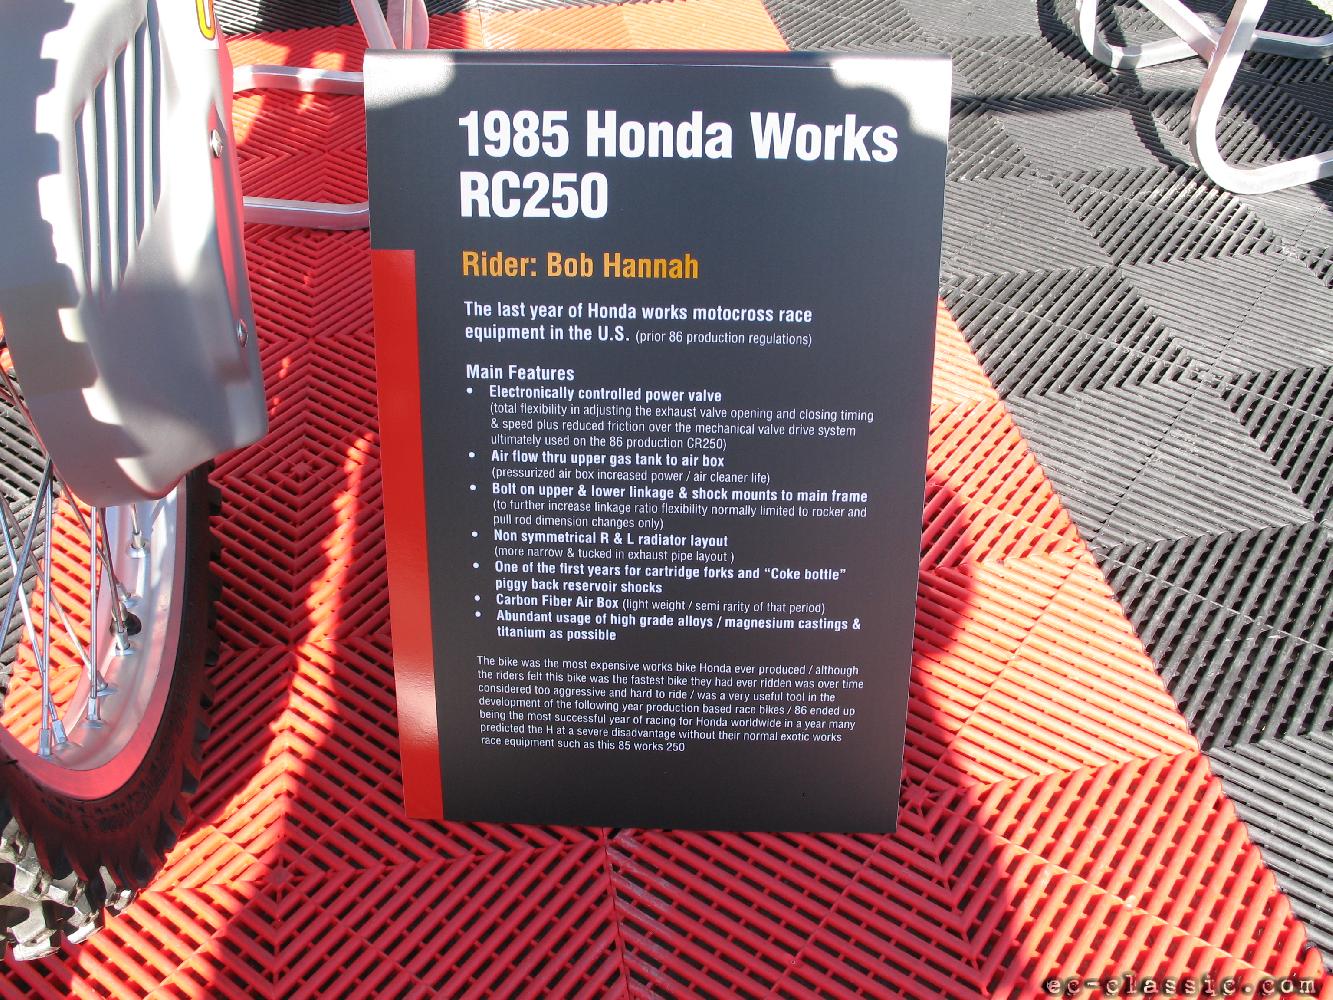 1985 Honda Works
RC250
Rider: Bob Hannah
The last year of Honda works motocross race
equipment in the U.S. (prior 86 production regulations)
Main Features
• Electronically controlled power valve
(total flexibility in adjusting the exhaust valve opening and closing timing
& speed plus reduced friction over the mechanical valve drive system
ultimately used on the 86 production CR250)
• Air flow thru upper gas tank to air box
(pressurized air box increased power / air cleaner life)
• Bolt on upper & lower linkage & shock mounts to main frame
(to further increase linkage ratio flexibility normally limited to rocker and
pull rod dimension changes only)
• Non symmetrical R & L radiator layout
(more narrow & tucked in exhaust pipe layout )
• One of the first years for cartridge forks and "Coke bottle"
piggy back reservoir shocks
• Carbon Fiber Air Box (light weight / semi rarity of that period)
• Abundant usage of high grade alloys / magnesium castings &
titanium as possible
The bike was the most expensive works bike Honda ever produced / although
the riders felt this bike was the fastest bike they had ever ridden was over time
considered too aggressive and hard to ride / was a very useful tool in the
development of the following year production based race bikes / 86 ended up
being the most successful year of racing for Honda worldwide in a year many
predicted the H at a severe disadvantage without their normal exotic works
race equipment such as this 85 works 250
ec-classic.com